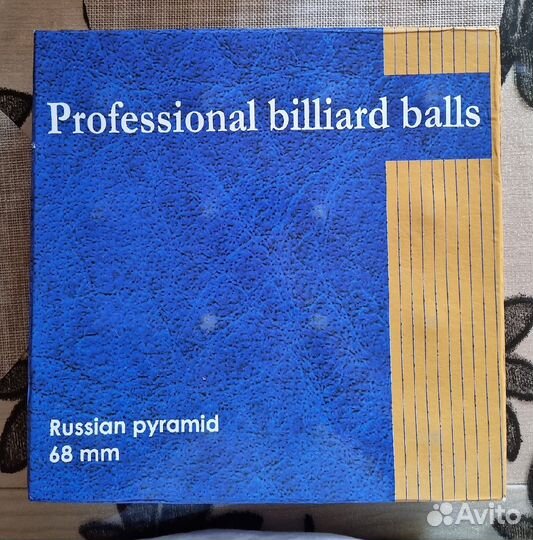 Professional billiard balls
Russian pyramid
68 mm
Avito